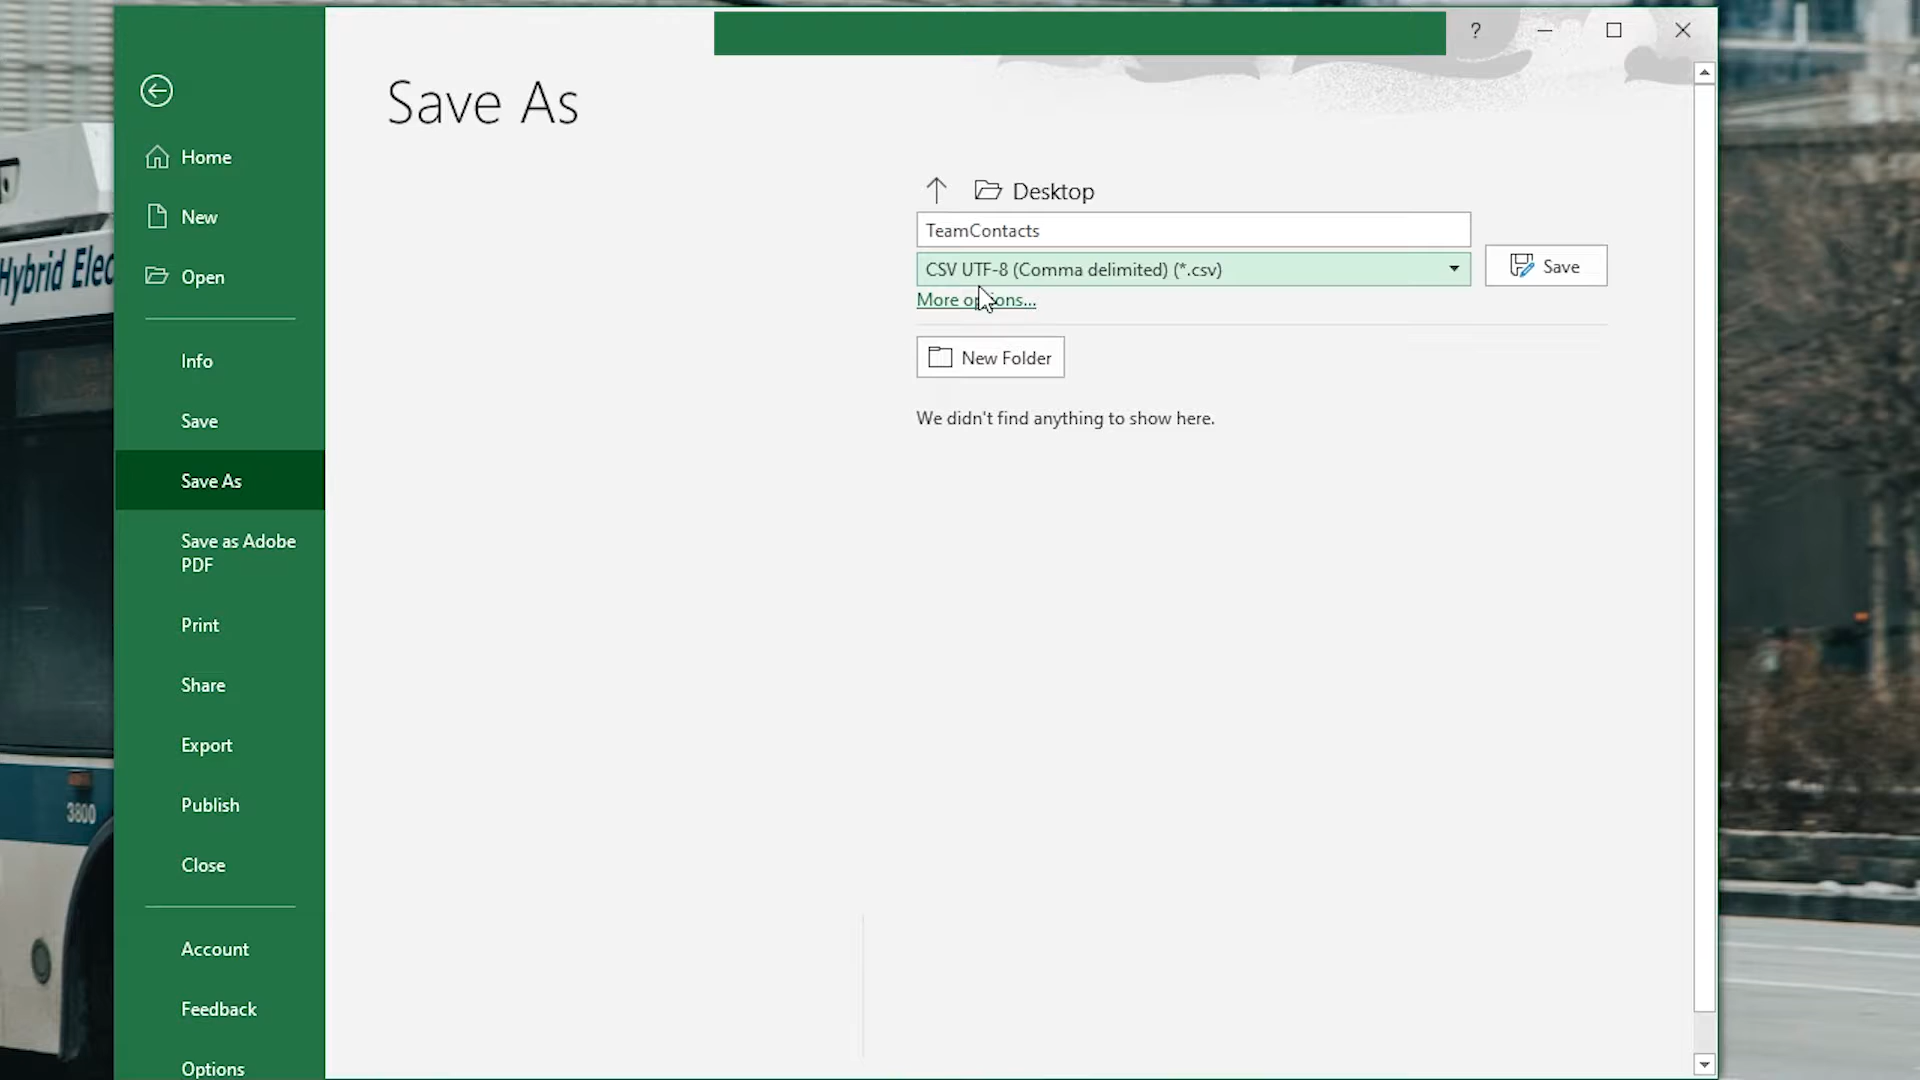 ?
Save As
Home
New
Open
Info
Save
Save As
Save as Adobe
PDF
Print
Share
Export
Publish
Close
Account
Feedback
Options
Desktop
TeamContacts
CSV UTF-8 (Comma delimited) (*.csv)
Save
More options...
New Folder
We didn't find anything to show here.
Hybrid Elec
3800